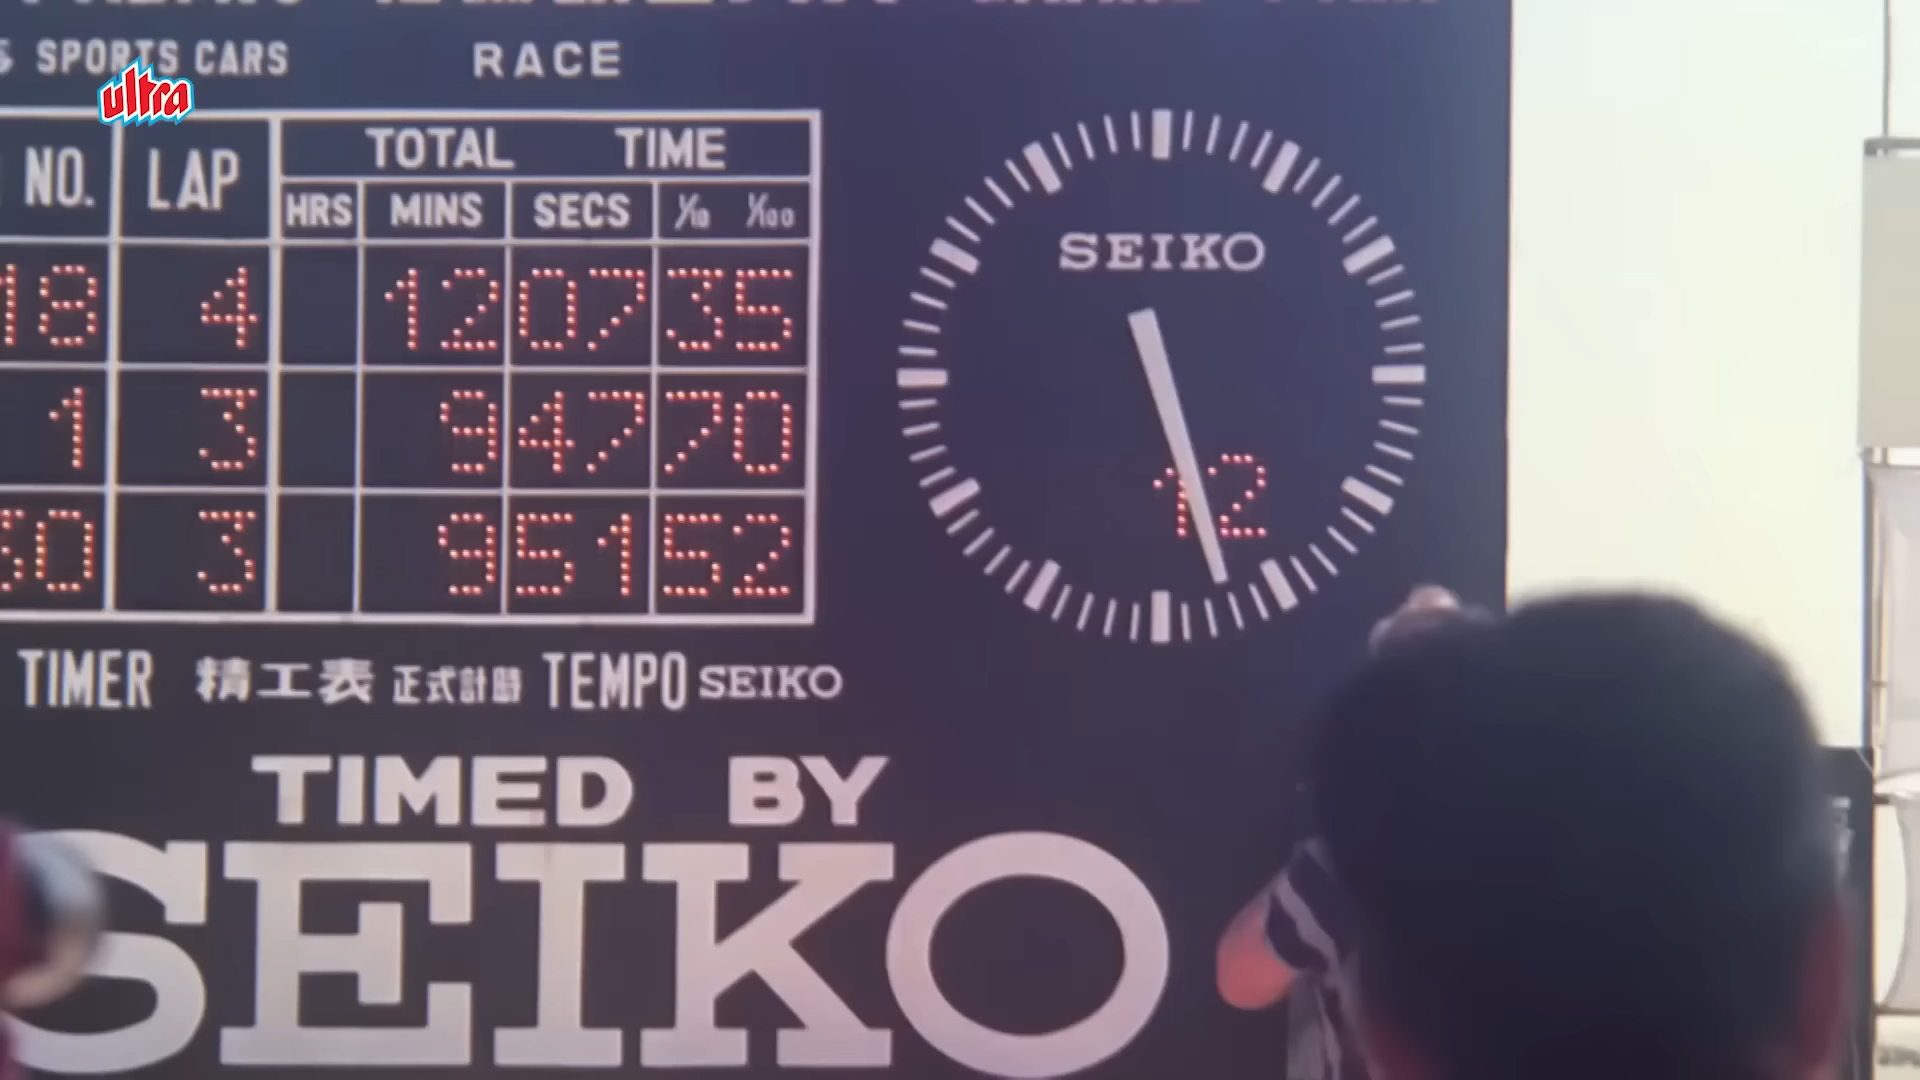 SPORTS CARS RACE
ultra
NO. LAP TOTAL TIME
HRS MINS SECS 1/10 1/100
18 4 12 07 35
1 3 9 47 70
30 3 9 51 52
SEIKO
12
TIMER 精工表 正式計時 TEMPO SEIKO
TIMED BY
SEIKO